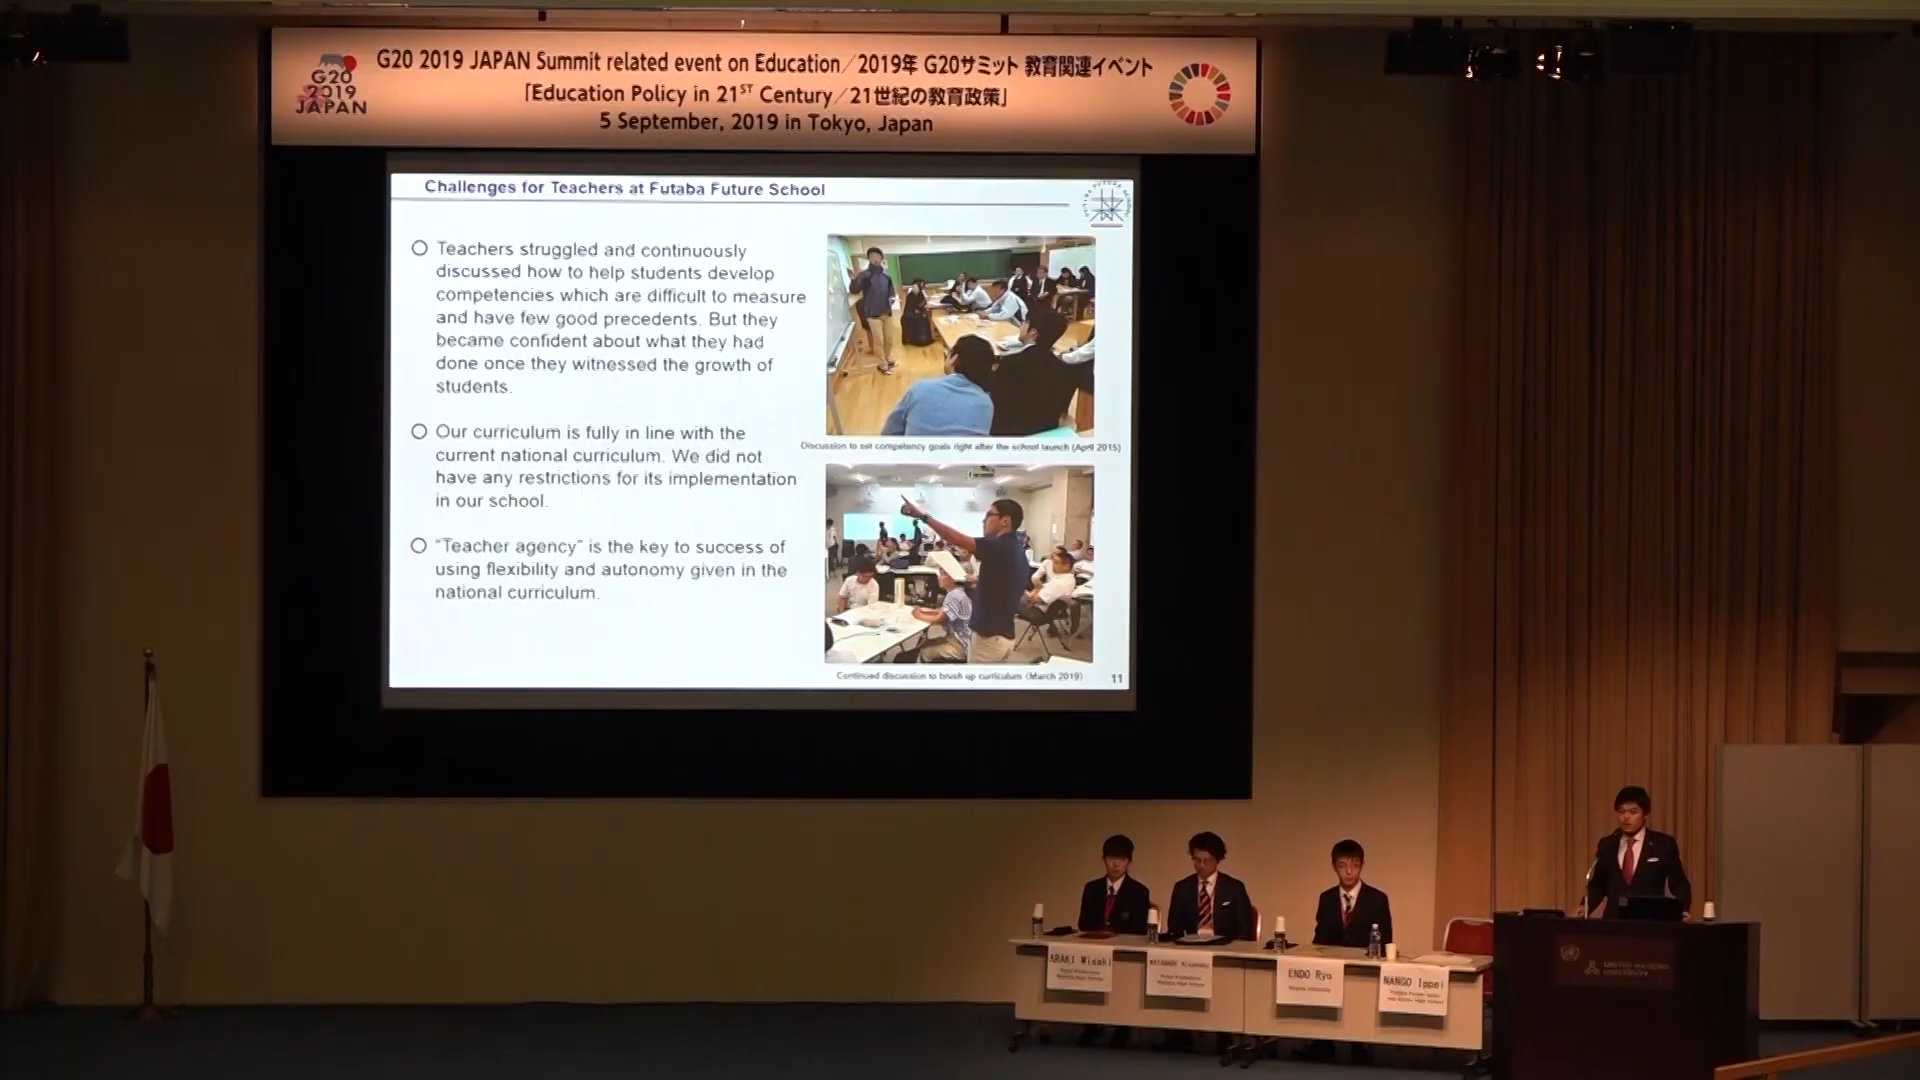 G20 2019 JAPAN Summit related event on Education／2019年 G20サミット 教育関連イベント
G20
2019
JAPAN
「Education Policy in 21ST Century／21世紀の教育政策」
5 September, 2019 in Tokyo, Japan
Challenges for Teachers at Futaba Future School
○ Teachers struggled and continuously
discussed how to help students develop
competencies which are difficult to measure
and have few good precedents. But they
became confident about what they had
done once they witnessed the growth of
students.
○ Our curriculum is fully in line with the
current national curriculum. We did not
have any restrictions for its implementation
in our school.
○ "Teacher agency" is the key to success of
using flexibility and autonomy given in the
national curriculum.
Discussion to set competency goals right after the school launch (April 2015)
Continued discussion to brush up curriculum (March 2019)
11
ARAKI Misaki
ENDO Ryo
NANGO Ippei
UNITED NATIONS
UNIVERSITY